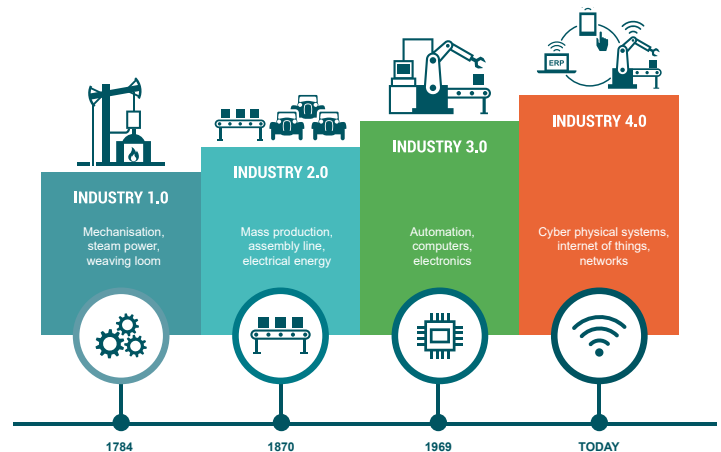 ERP
INDUSTRY 1.0
Mechanisation,
steam power,
weaving loom
INDUSTRY 2.0
Mass production,
assembly line,
electrical energy
INDUSTRY 3.0
Automation,
computers,
electronics
INDUSTRY 4.0
Cyber physical systems,
internet of things,
networks
1784
1870
1969
TODAY